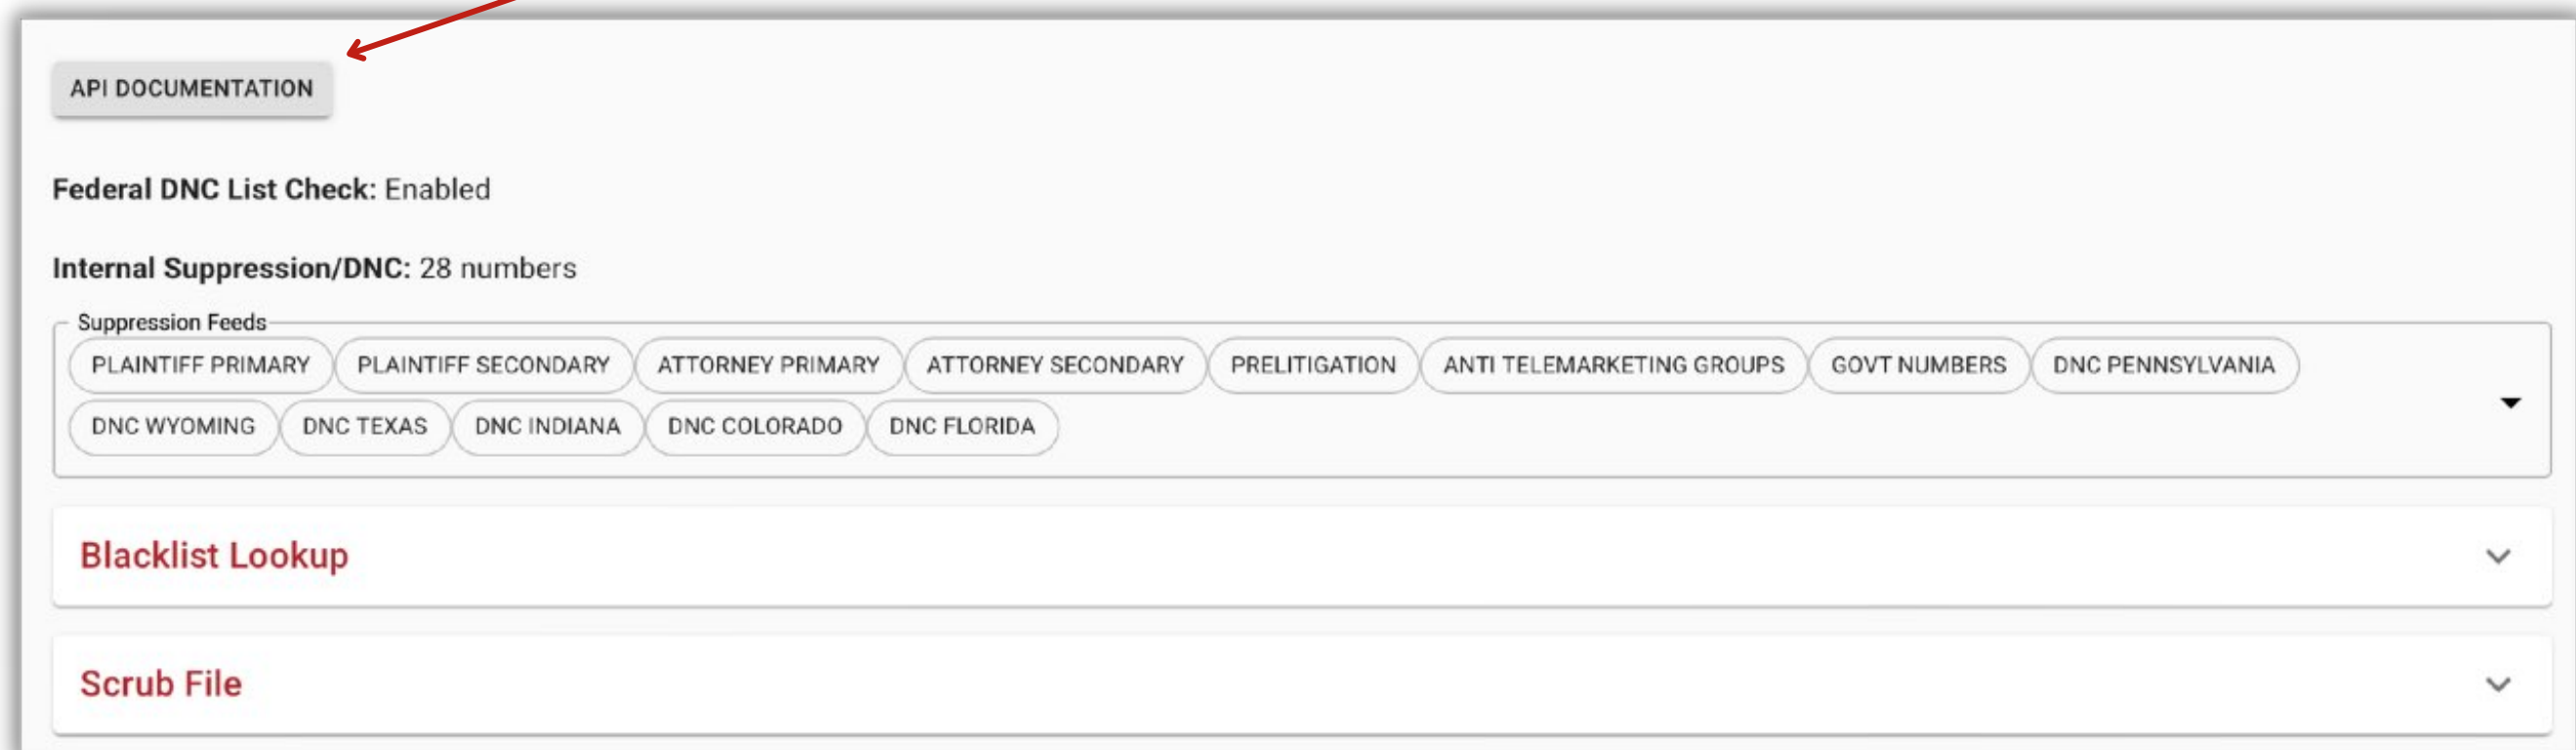 API DOCUMENTATION
Federal DNC List Check: Enabled
Internal Suppression/DNC: 28 numbers
Suppression Feeds
PLAINTIFF PRIMARY PLAINTIFF SECONDARY ATTORNEY PRIMARY ATTORNEY SECONDARY PRELITIGATION ANTI TELEMARKETING GROUPS GOVT NUMBERS DNC PENNSYLVANIA
DNC WYOMING DNC TEXAS DNC INDIANA DNC COLORADO DNC FLORIDA
Blacklist Lookup
Scrub File